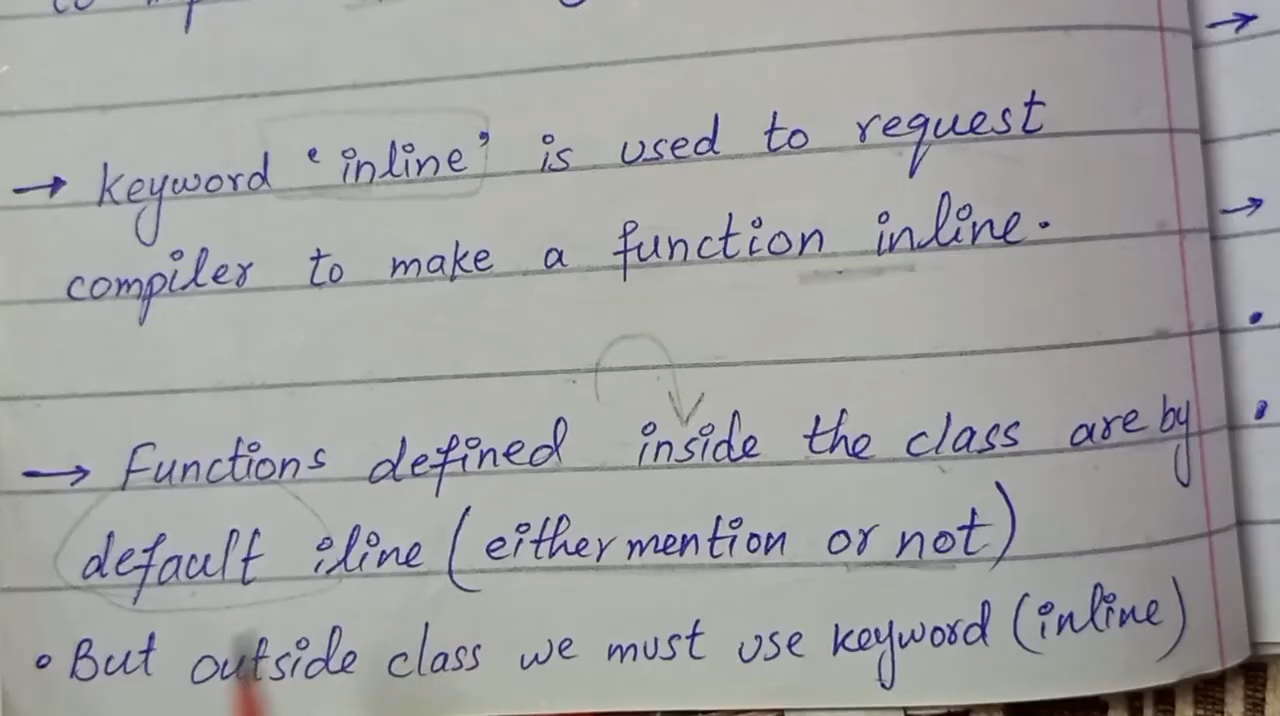 → keyword 'inline' is used to request
compiler to make a function inline.
→ Functions defined inside the class are by
default iline (either mention or not)
• But outside class we must use keyword (inline)